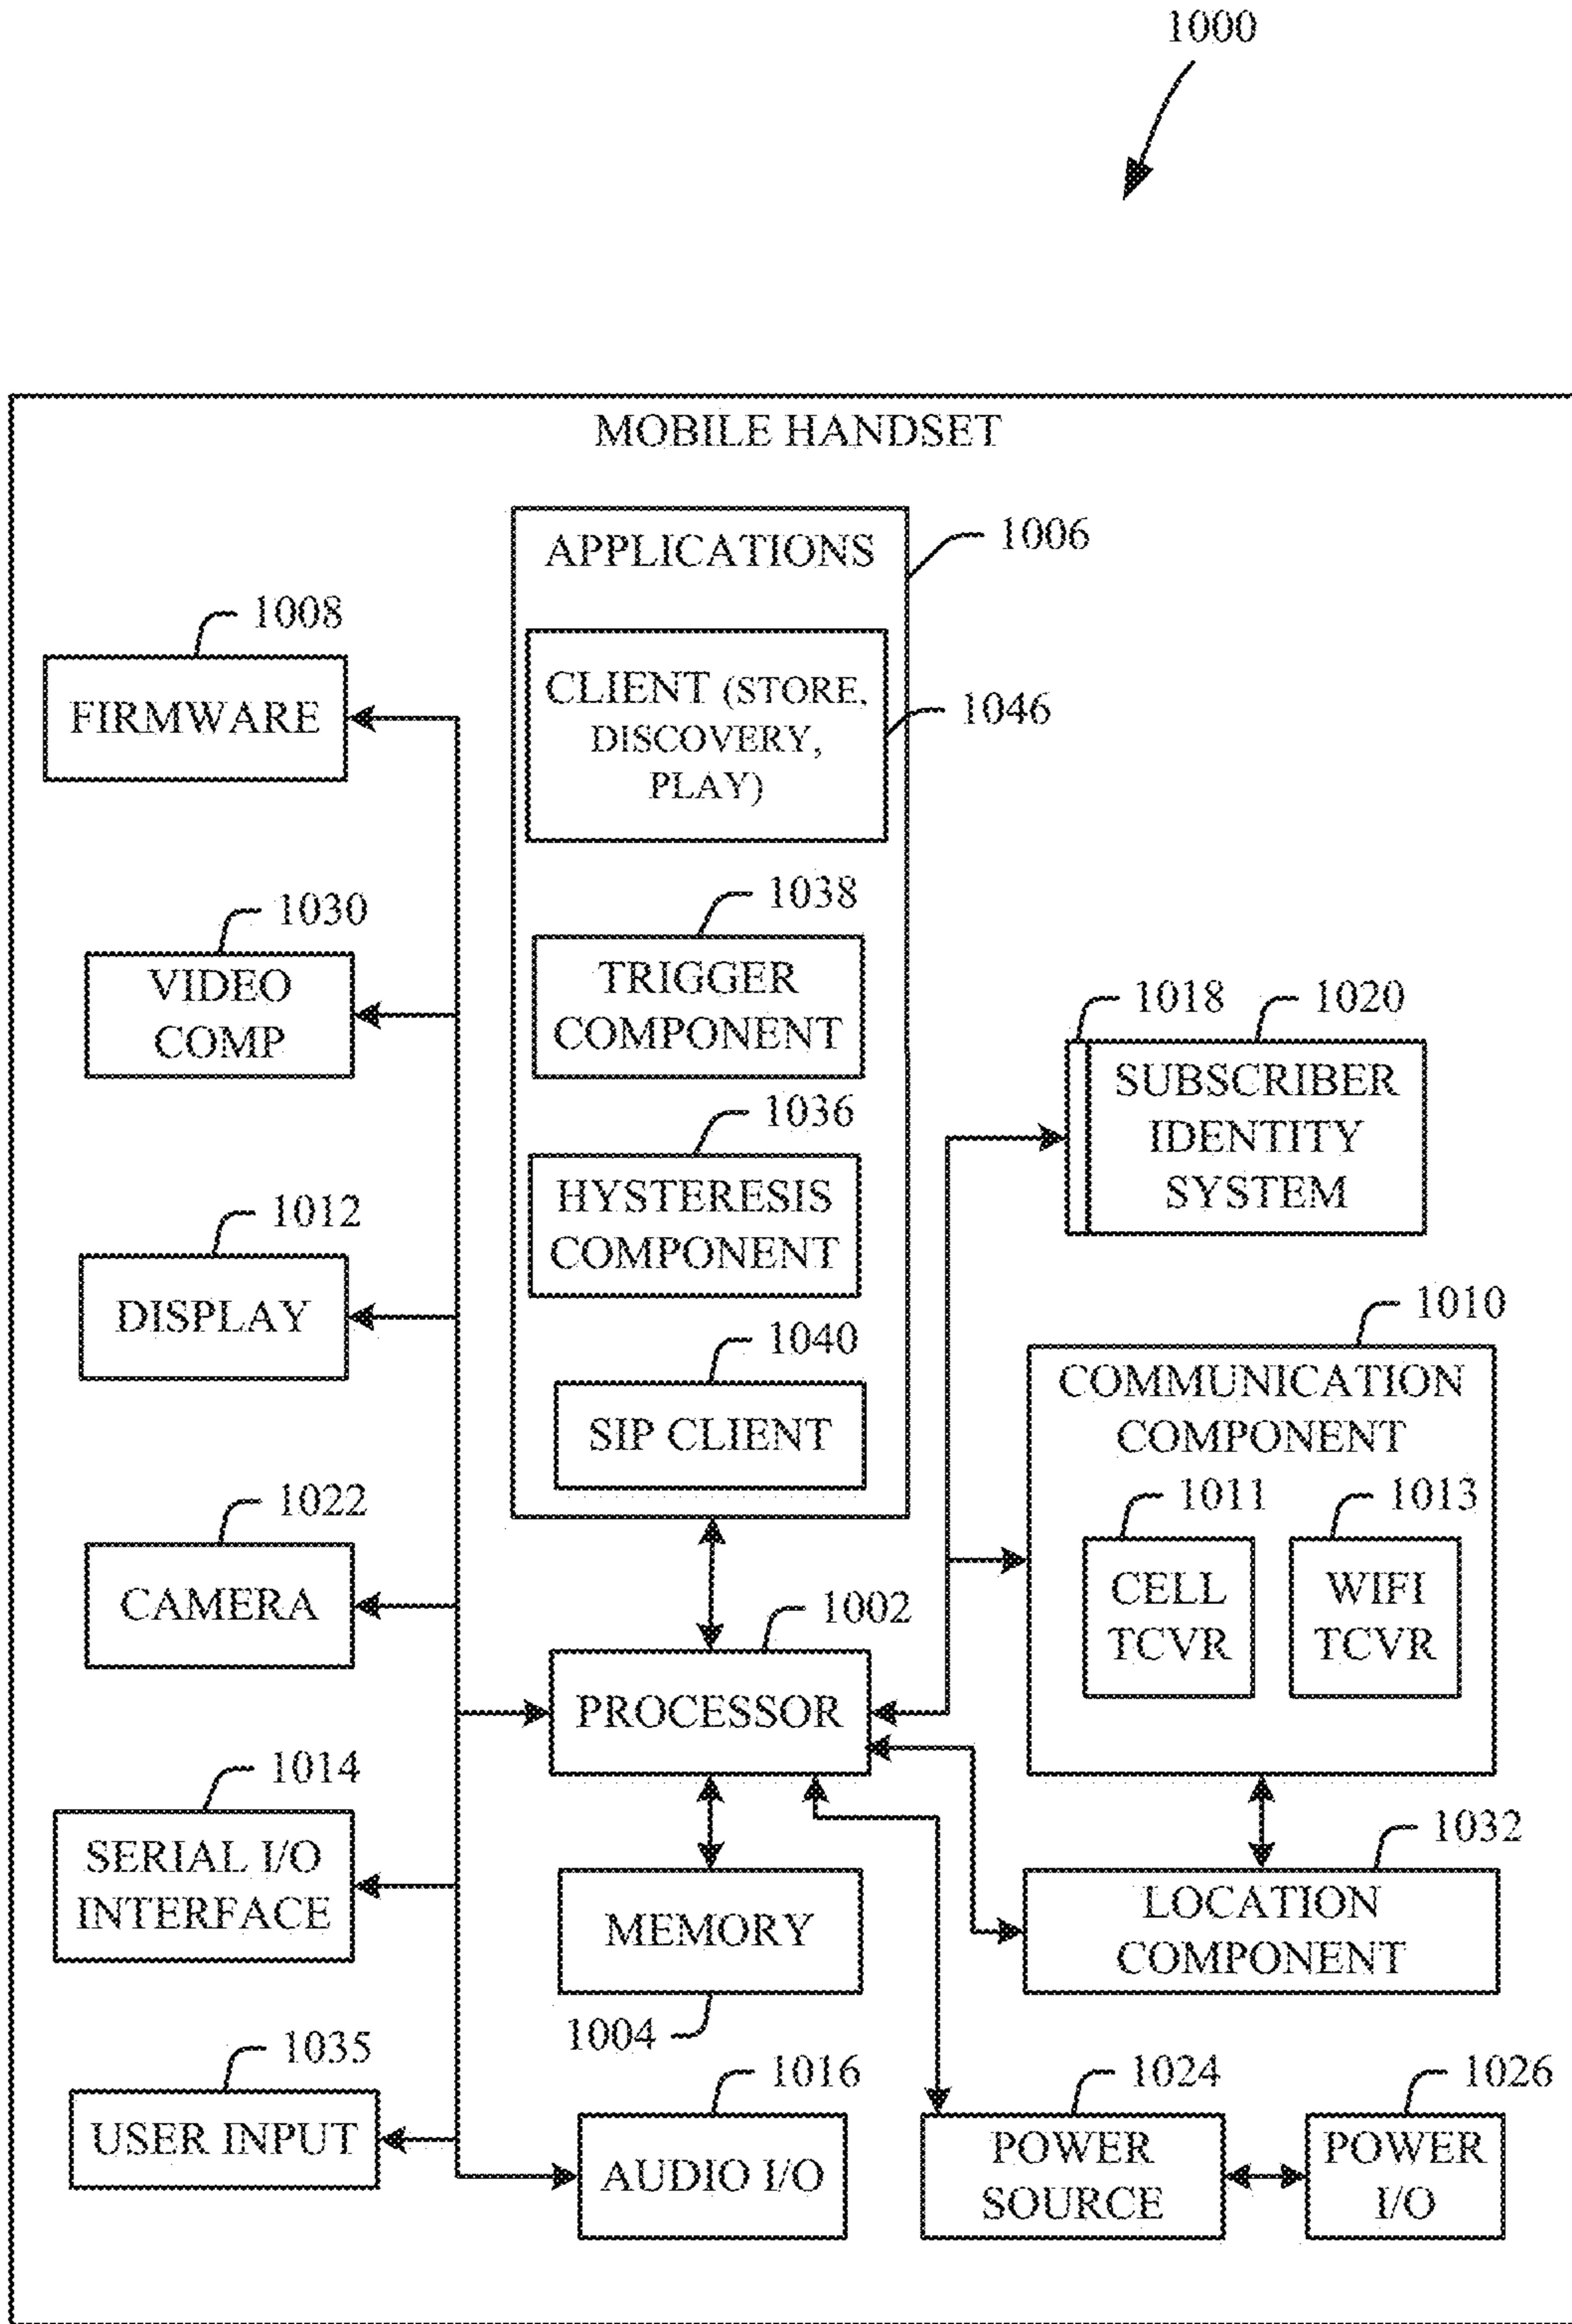 1000
MOBILE HANDSET
APPLICATIONS
1006
CLIENT (STORE,
DISCOVERY,
PLAY)
1046
1038
TRIGGER
COMPONENT
1036
HYSTERESIS
COMPONENT
1040
SIP CLIENT
1008
FIRMWARE
1030
VIDEO
COMP
1012
DISPLAY
1022
CAMERA
1014
SERIAL I/O
INTERFACE
1035
USER INPUT
1002
PROCESSOR
MEMORY
1004
1016
AUDIO I/O
1018
1020
SUBSCRIBER
IDENTITY
SYSTEM
1010
COMMUNICATION
COMPONENT
1011
CELL
TCVR
1013
WIFI
TCVR
1032
LOCATION
COMPONENT
1024
POWER
SOURCE
1026
POWER
I/O